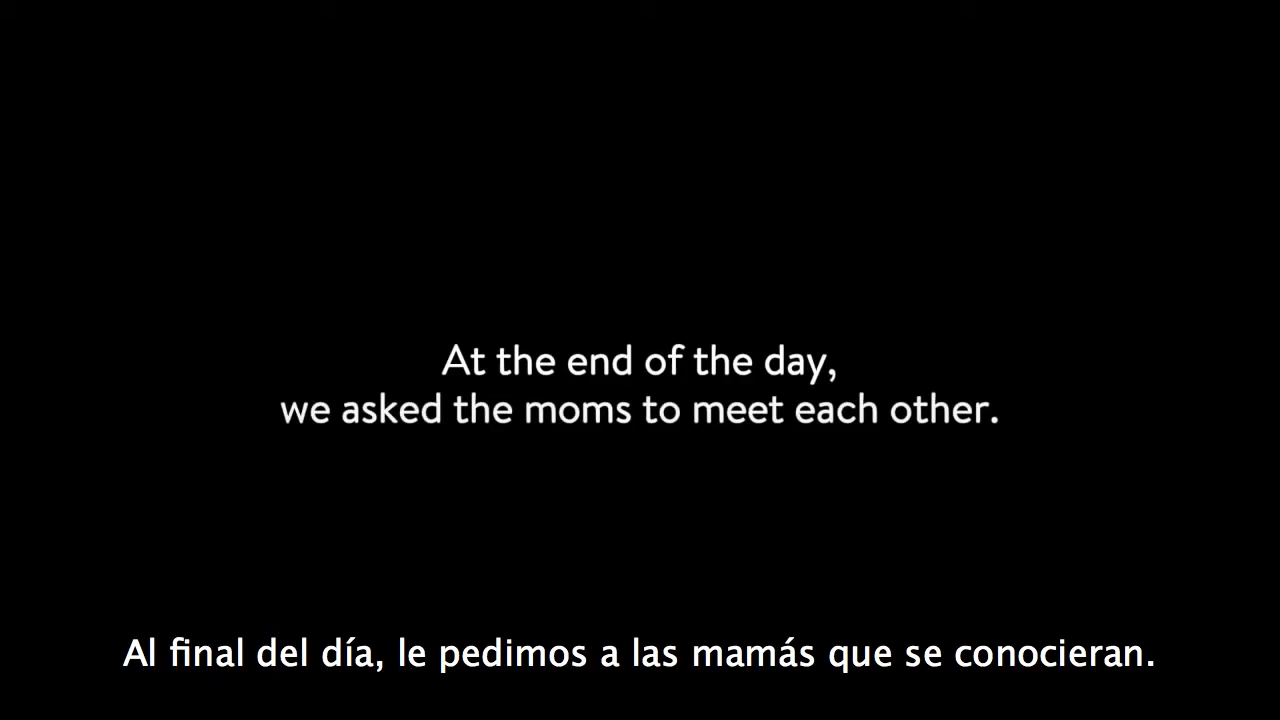 At the end of the day,
we asked the moms to meet each other.
Al final del día, le pedimos a las mamás que se conocieran.